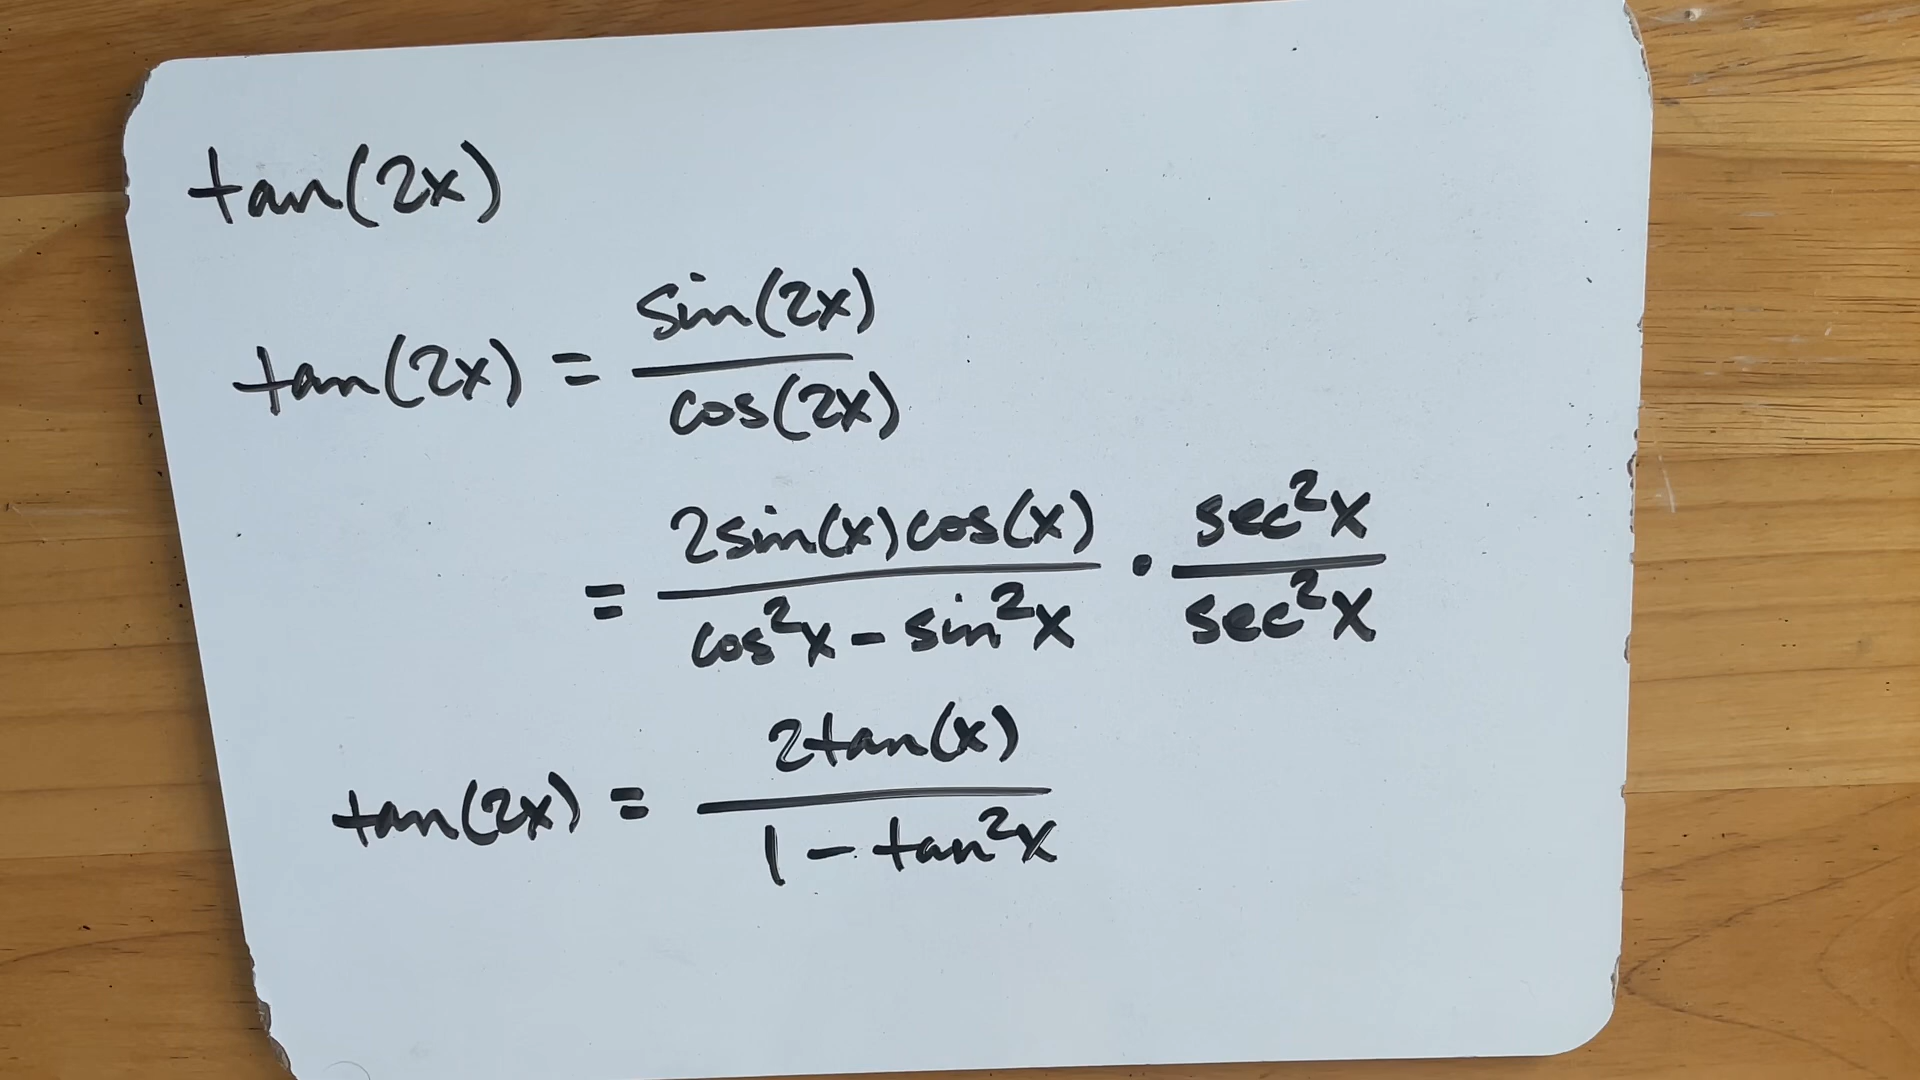 tan(2x)
tan(2x) = sin(2x) / cos(2x)
= 2sin(x)cos(x) / cos²x - sin²x · sec²x / sec²x
tan(2x) = 2tan(x) / 1 - tan²x